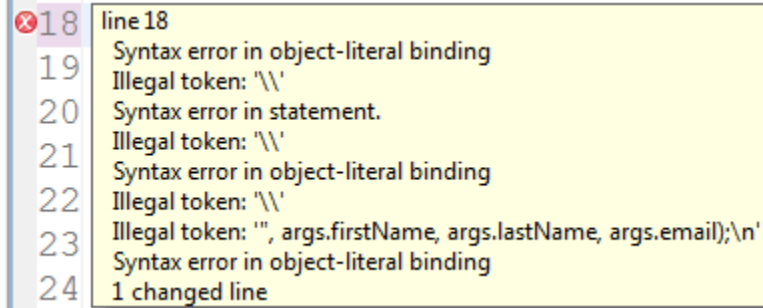 18
19
20
21
22
23
24
line 18
Syntax error in object-literal binding
Illegal token: '\\'
Syntax error in statement.
Illegal token: '\\'
Syntax error in object-literal binding
Illegal token: '\\'
Illegal token: '", args.firstName, args.lastName, args.email);\n'
Syntax error in object-literal binding
1 changed line